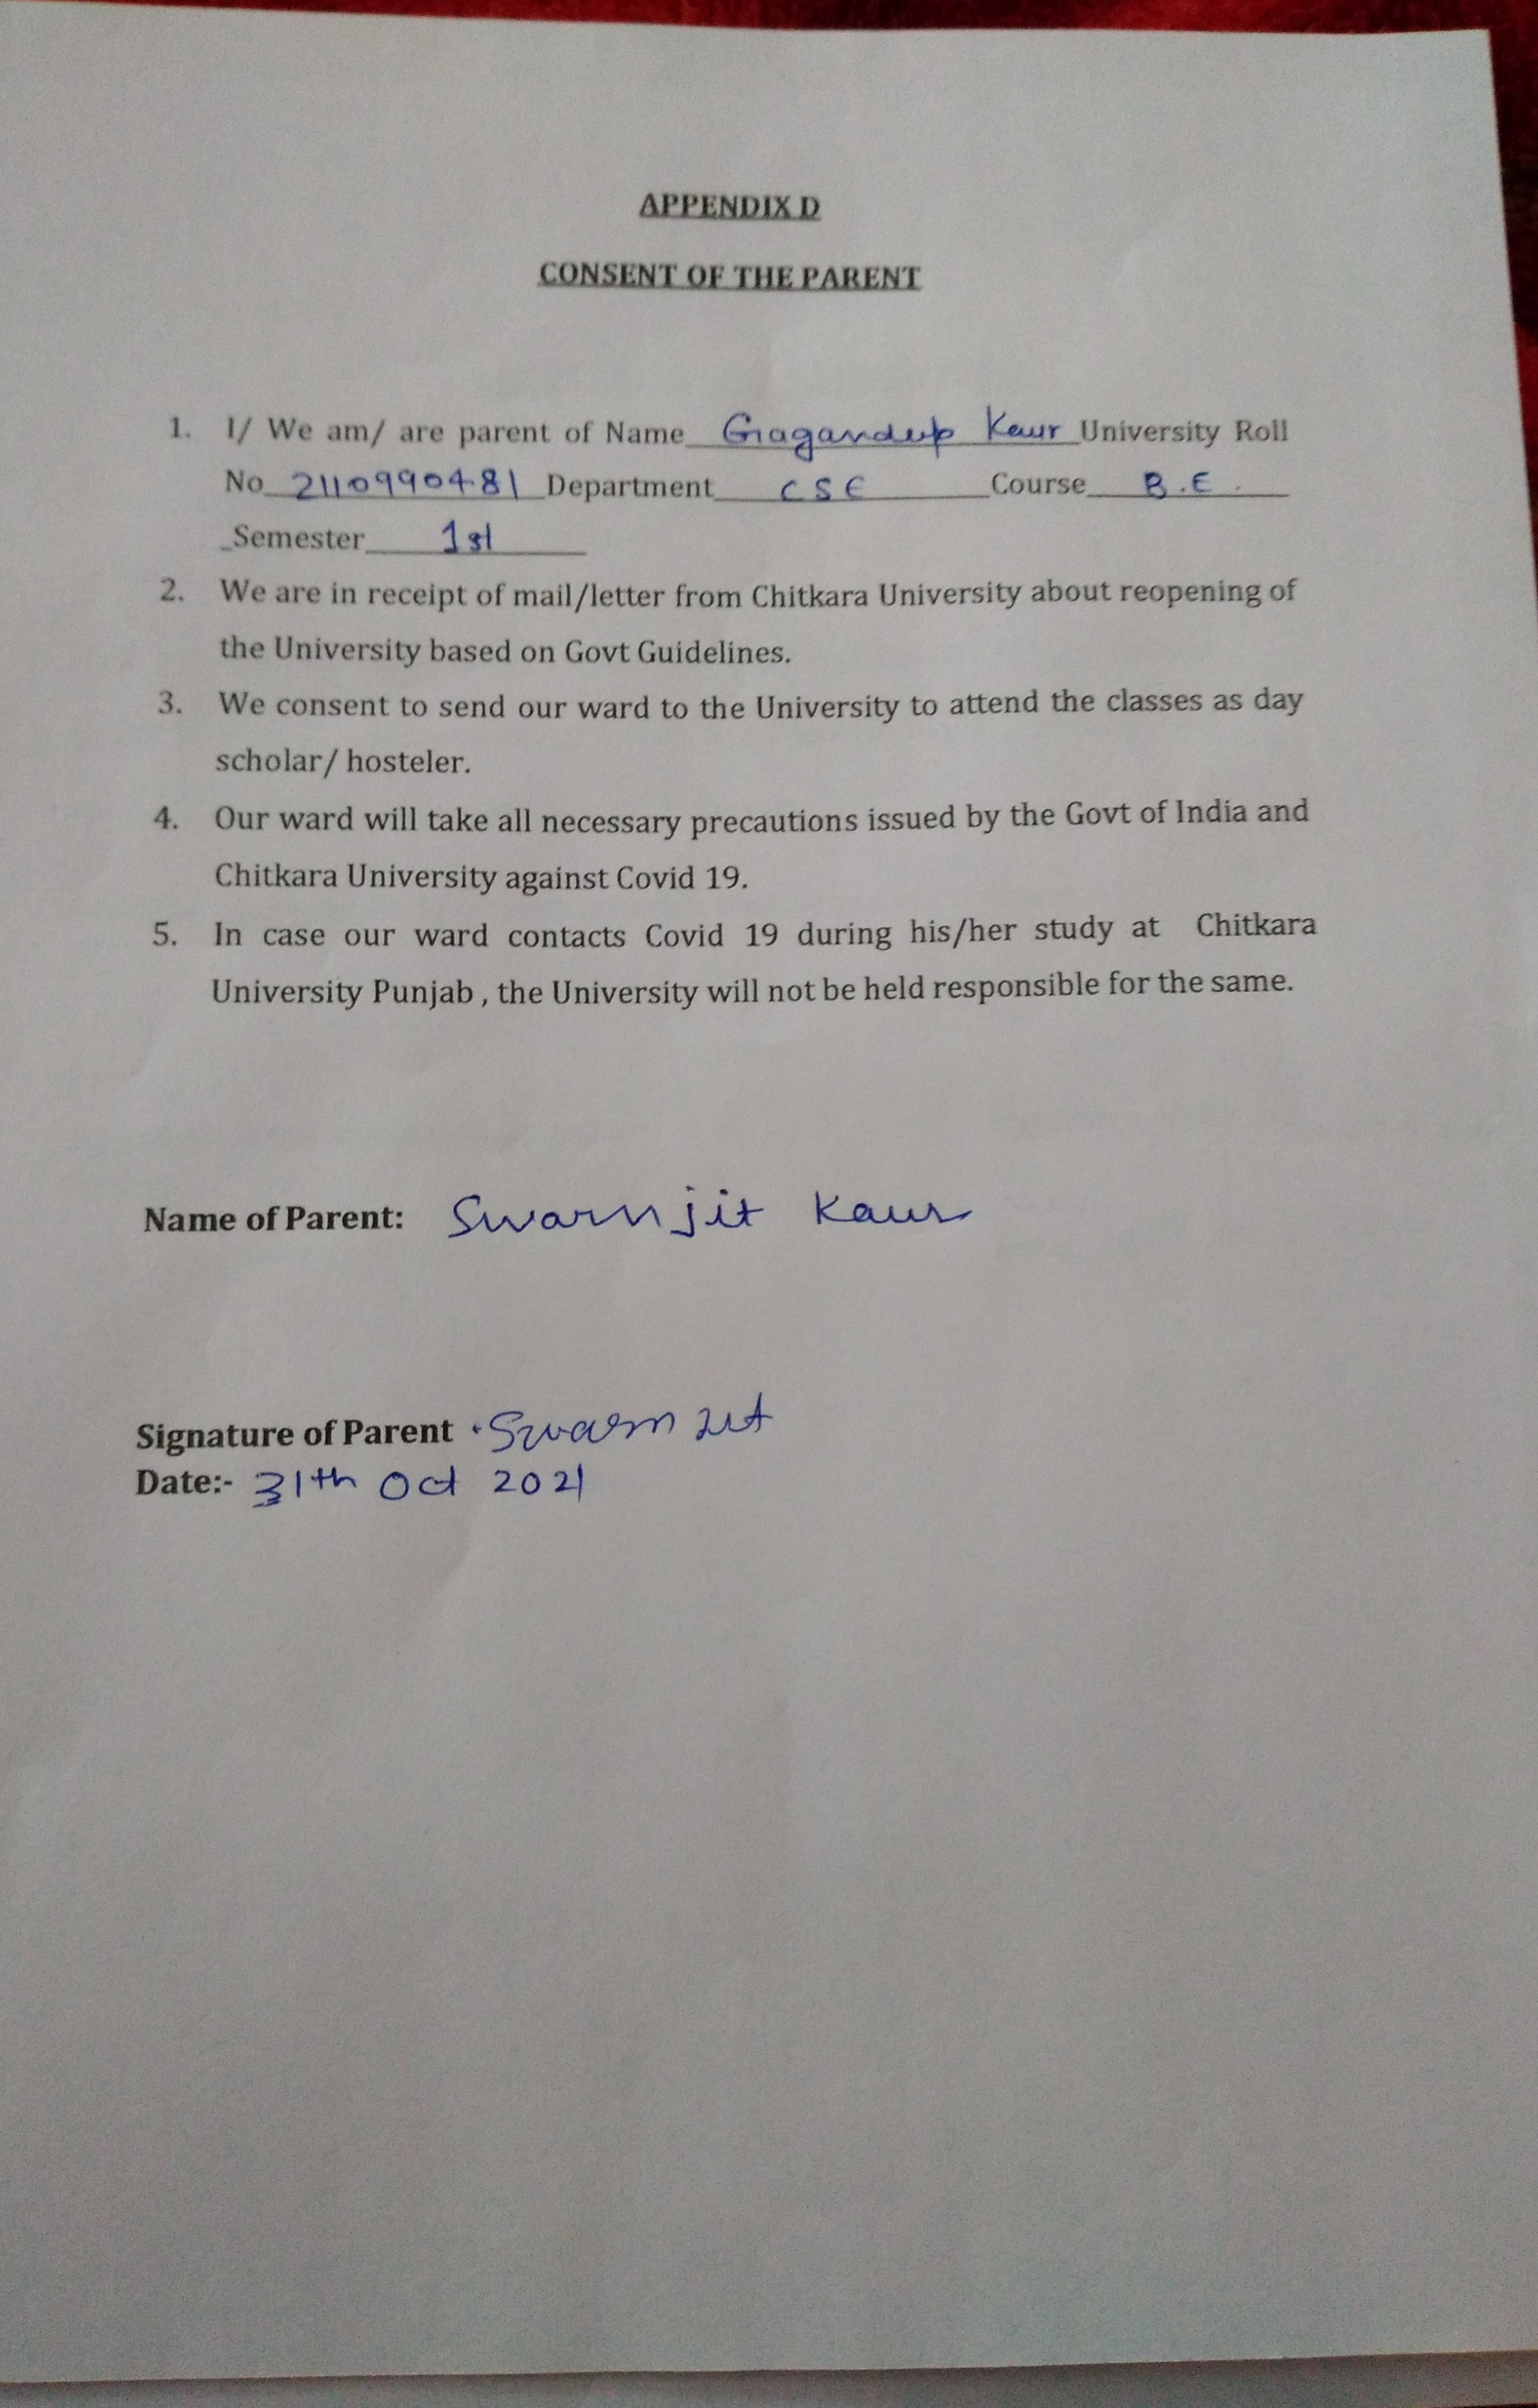 APPENDIX D
CONSENT OF THE PARENT
1. I/ We am/ are parent of Name Gagandeep Kaur University Roll
No 2110990481 Department CSE Course B.E.
Semester 1st
2. We are in receipt of mail/letter from Chitkara University about reopening of
the University based on Govt Guidelines.
3. We consent to send our ward to the University to attend the classes as day
scholar/ hosteler.
4. Our ward will take all necessary precautions issued by the Govt of India and
Chitkara University against Covid 19.
5. In case our ward contacts Covid 19 during his/her study at Chitkara
University Punjab , the University will not be held responsible for the same.
Name of Parent: Swarnjit Kaur
Signature of Parent Swarnjit
Date:- 31th Oct 2021